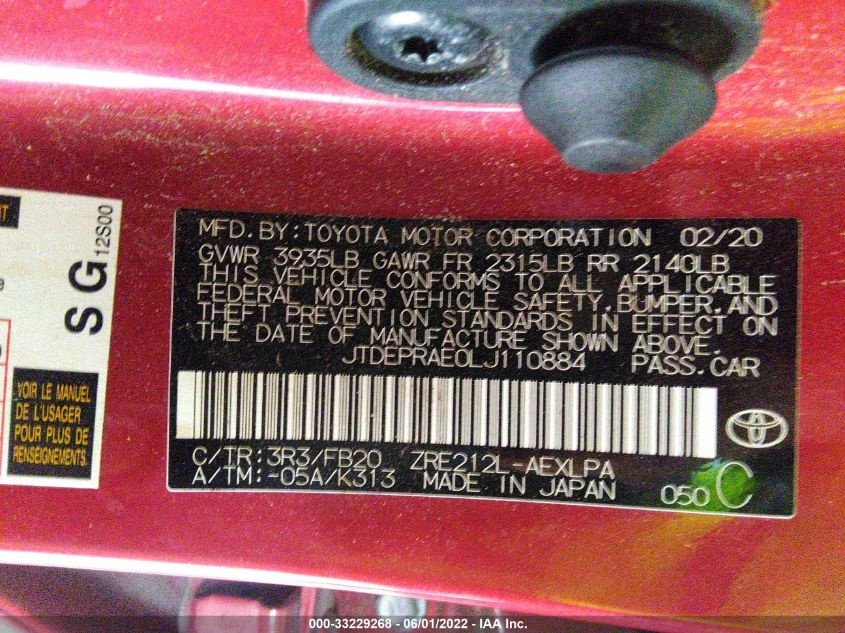 MFD. BY: TOYOTA MOTOR CORPORATION 02/20
GVWR 3935LB GAWR FR 2315LB RR 2140LB
THIS VEHICLE CONFORMS TO ALL APPLICABLE
FEDERAL MOTOR VEHICLE SAFETY, BUMPER, AND
THEFT PREVENTION STANDARDS IN EFFECT ON
THE DATE OF MANUFACTURE SHOWN ABOVE.
JTDEPRAE0LJ110884 PASS. CAR
C/TR: 3R3/FB20 ZRE212L-AEXLPA
A/TM: -05A/K313 MADE IN JAPAN 050 C
SG
12S00
VOIR LE MANUEL
DE L'USAGER
POUR PLUS DE
RENSEIGNEMENTS.
000-33229268 - 06/01/2022 - IAA Inc.